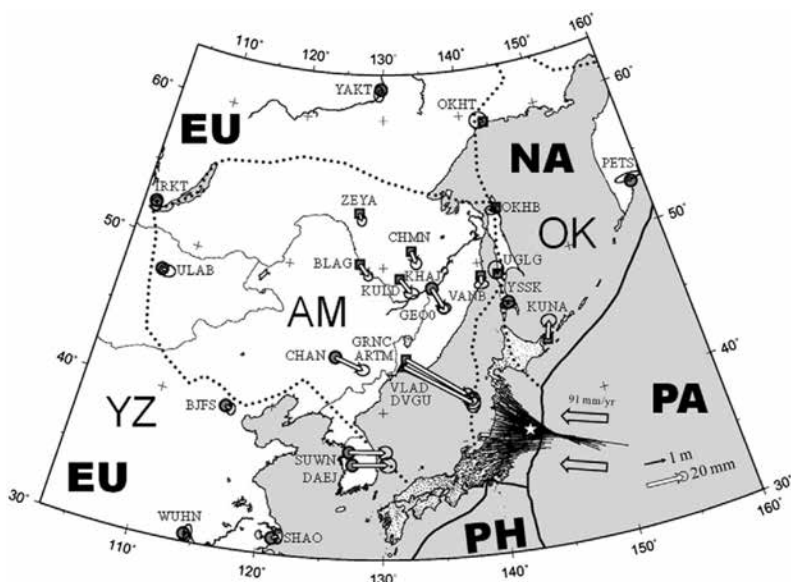 110° 120° 130° 140° 150° 160°
60° 60°
YAKT
OKHT
EU
NA
PETS
IRKT
ZEYA
OKHB
50° 50°
CHMN
OK
ULAB
BLAG
KHAJ
UGLG
KULD
VANB
YSSK
GEO0
KUNA
AM
GRNC
CHAN
ARTM
40° 40°
VLAD
DVGU
91 mm/yr
PA
YZ
BJFS
SUWN
1 m
EU
DAEJ
20 mm
30° 30°
WUHN
SHAO
PH
110° 120° 130° 140° 150° 160°